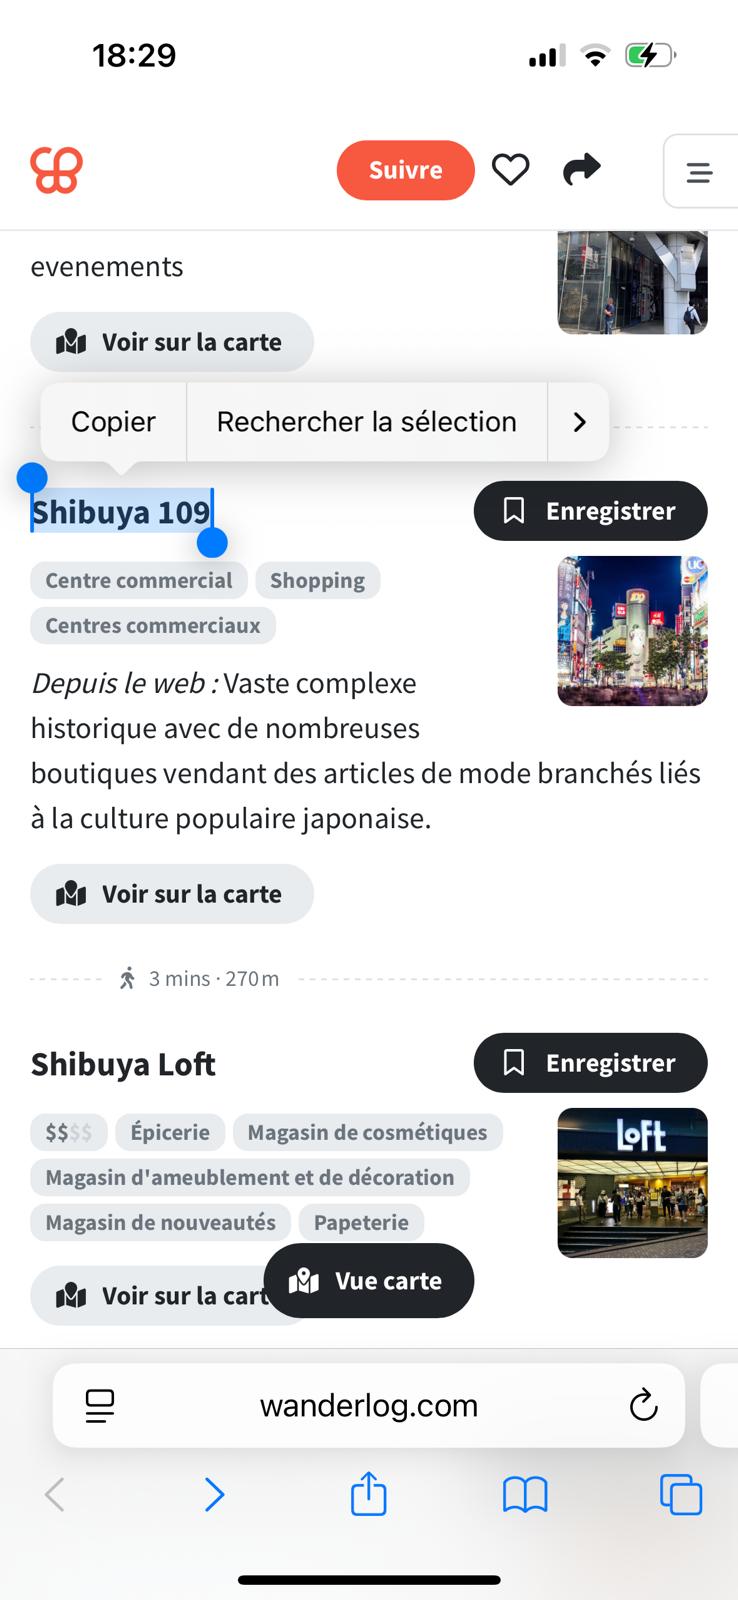 18:29
Suivre
evenements
Voir sur la carte
Copier
Rechercher la sélection
Shibuya 109
Enregistrer
Centre commercial
Shopping
Centres commerciaux
Depuis le web : Vaste complexe
historique avec de nombreuses
boutiques vendant des articles de mode branchés liés
à la culture populaire japonaise.
109
Voir sur la carte
3 mins · 270 m
Shibuya Loft
Enregistrer
$$$$
Épicerie
Magasin de cosmétiques
Magasin d'ameublement et de décoration
Magasin de nouveautés
Papeterie
LoFt
Voir sur la cart
Vue carte
wanderlog.com